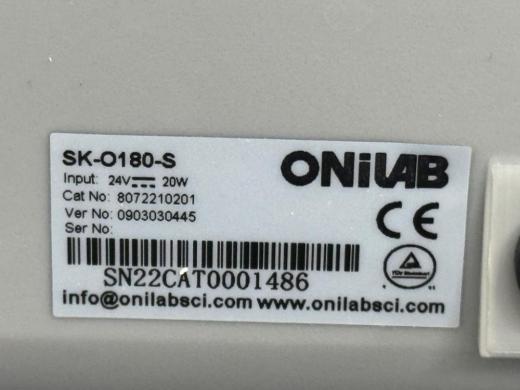 SK-O180-S
ONiLAB
Input: 24V⎓ 20W
Cat No: 8072210201
Ver No: 0903030445
Ser No:
CE
SN22CAT0001486
info@onilabsci.com www.onilabsci.com